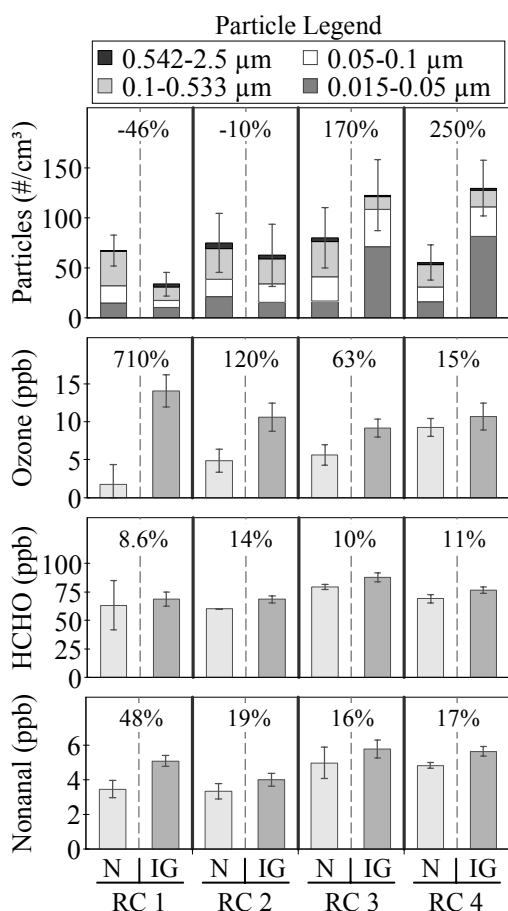 Particle Legend
0.542-2.5 µm 0.05-0.1 µm
0.1-0.533 µm 0.015-0.05 µm
Particles (#/cm³)
150
100
50
0
-46% -10% 170% 250%
Ozone (ppb)
15
10
5
0
710% 120% 63% 15%
HCHO (ppb)
100
75
50
25
0
8.6% 14% 10% 11%
Nonanal (ppb)
6
4
2
0
48% 19% 16% 17%
N IG N IG N IG N IG
RC 1 RC 2 RC 3 RC 4